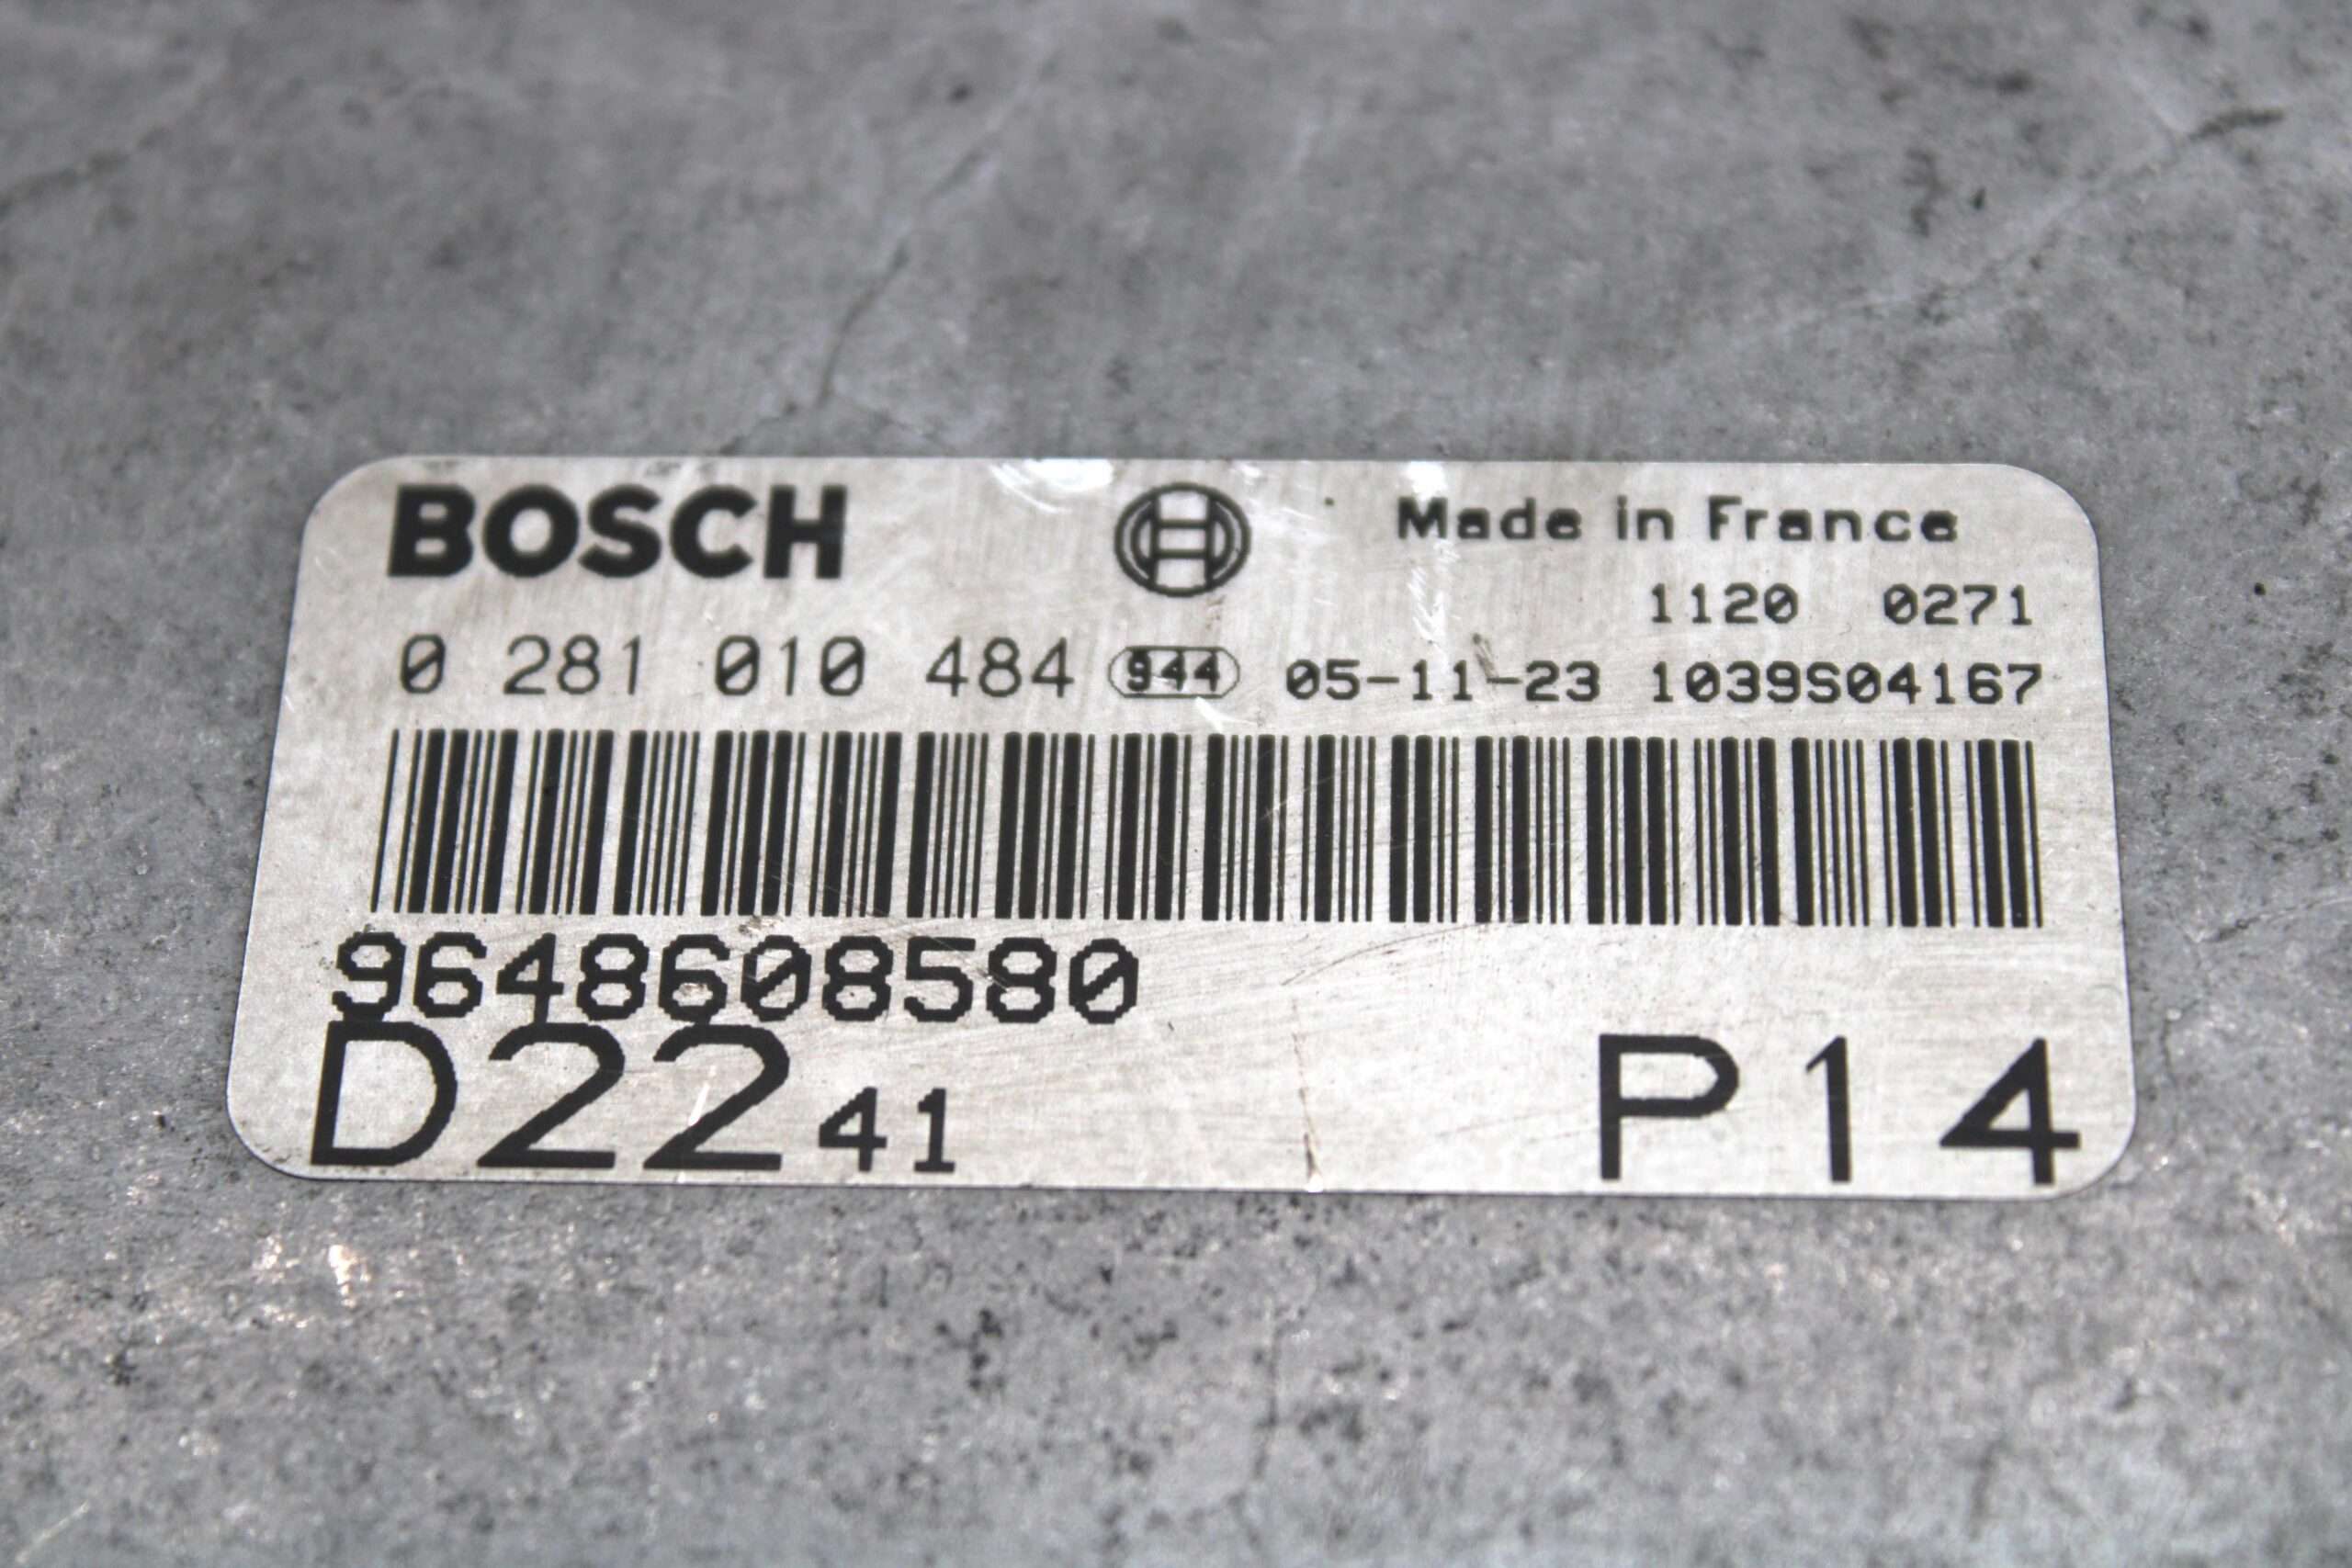 BOSCH Made in France
1120 0271
0 281 010 484 944 05-11-23 1039S04167
9648608580
D22 41 P14